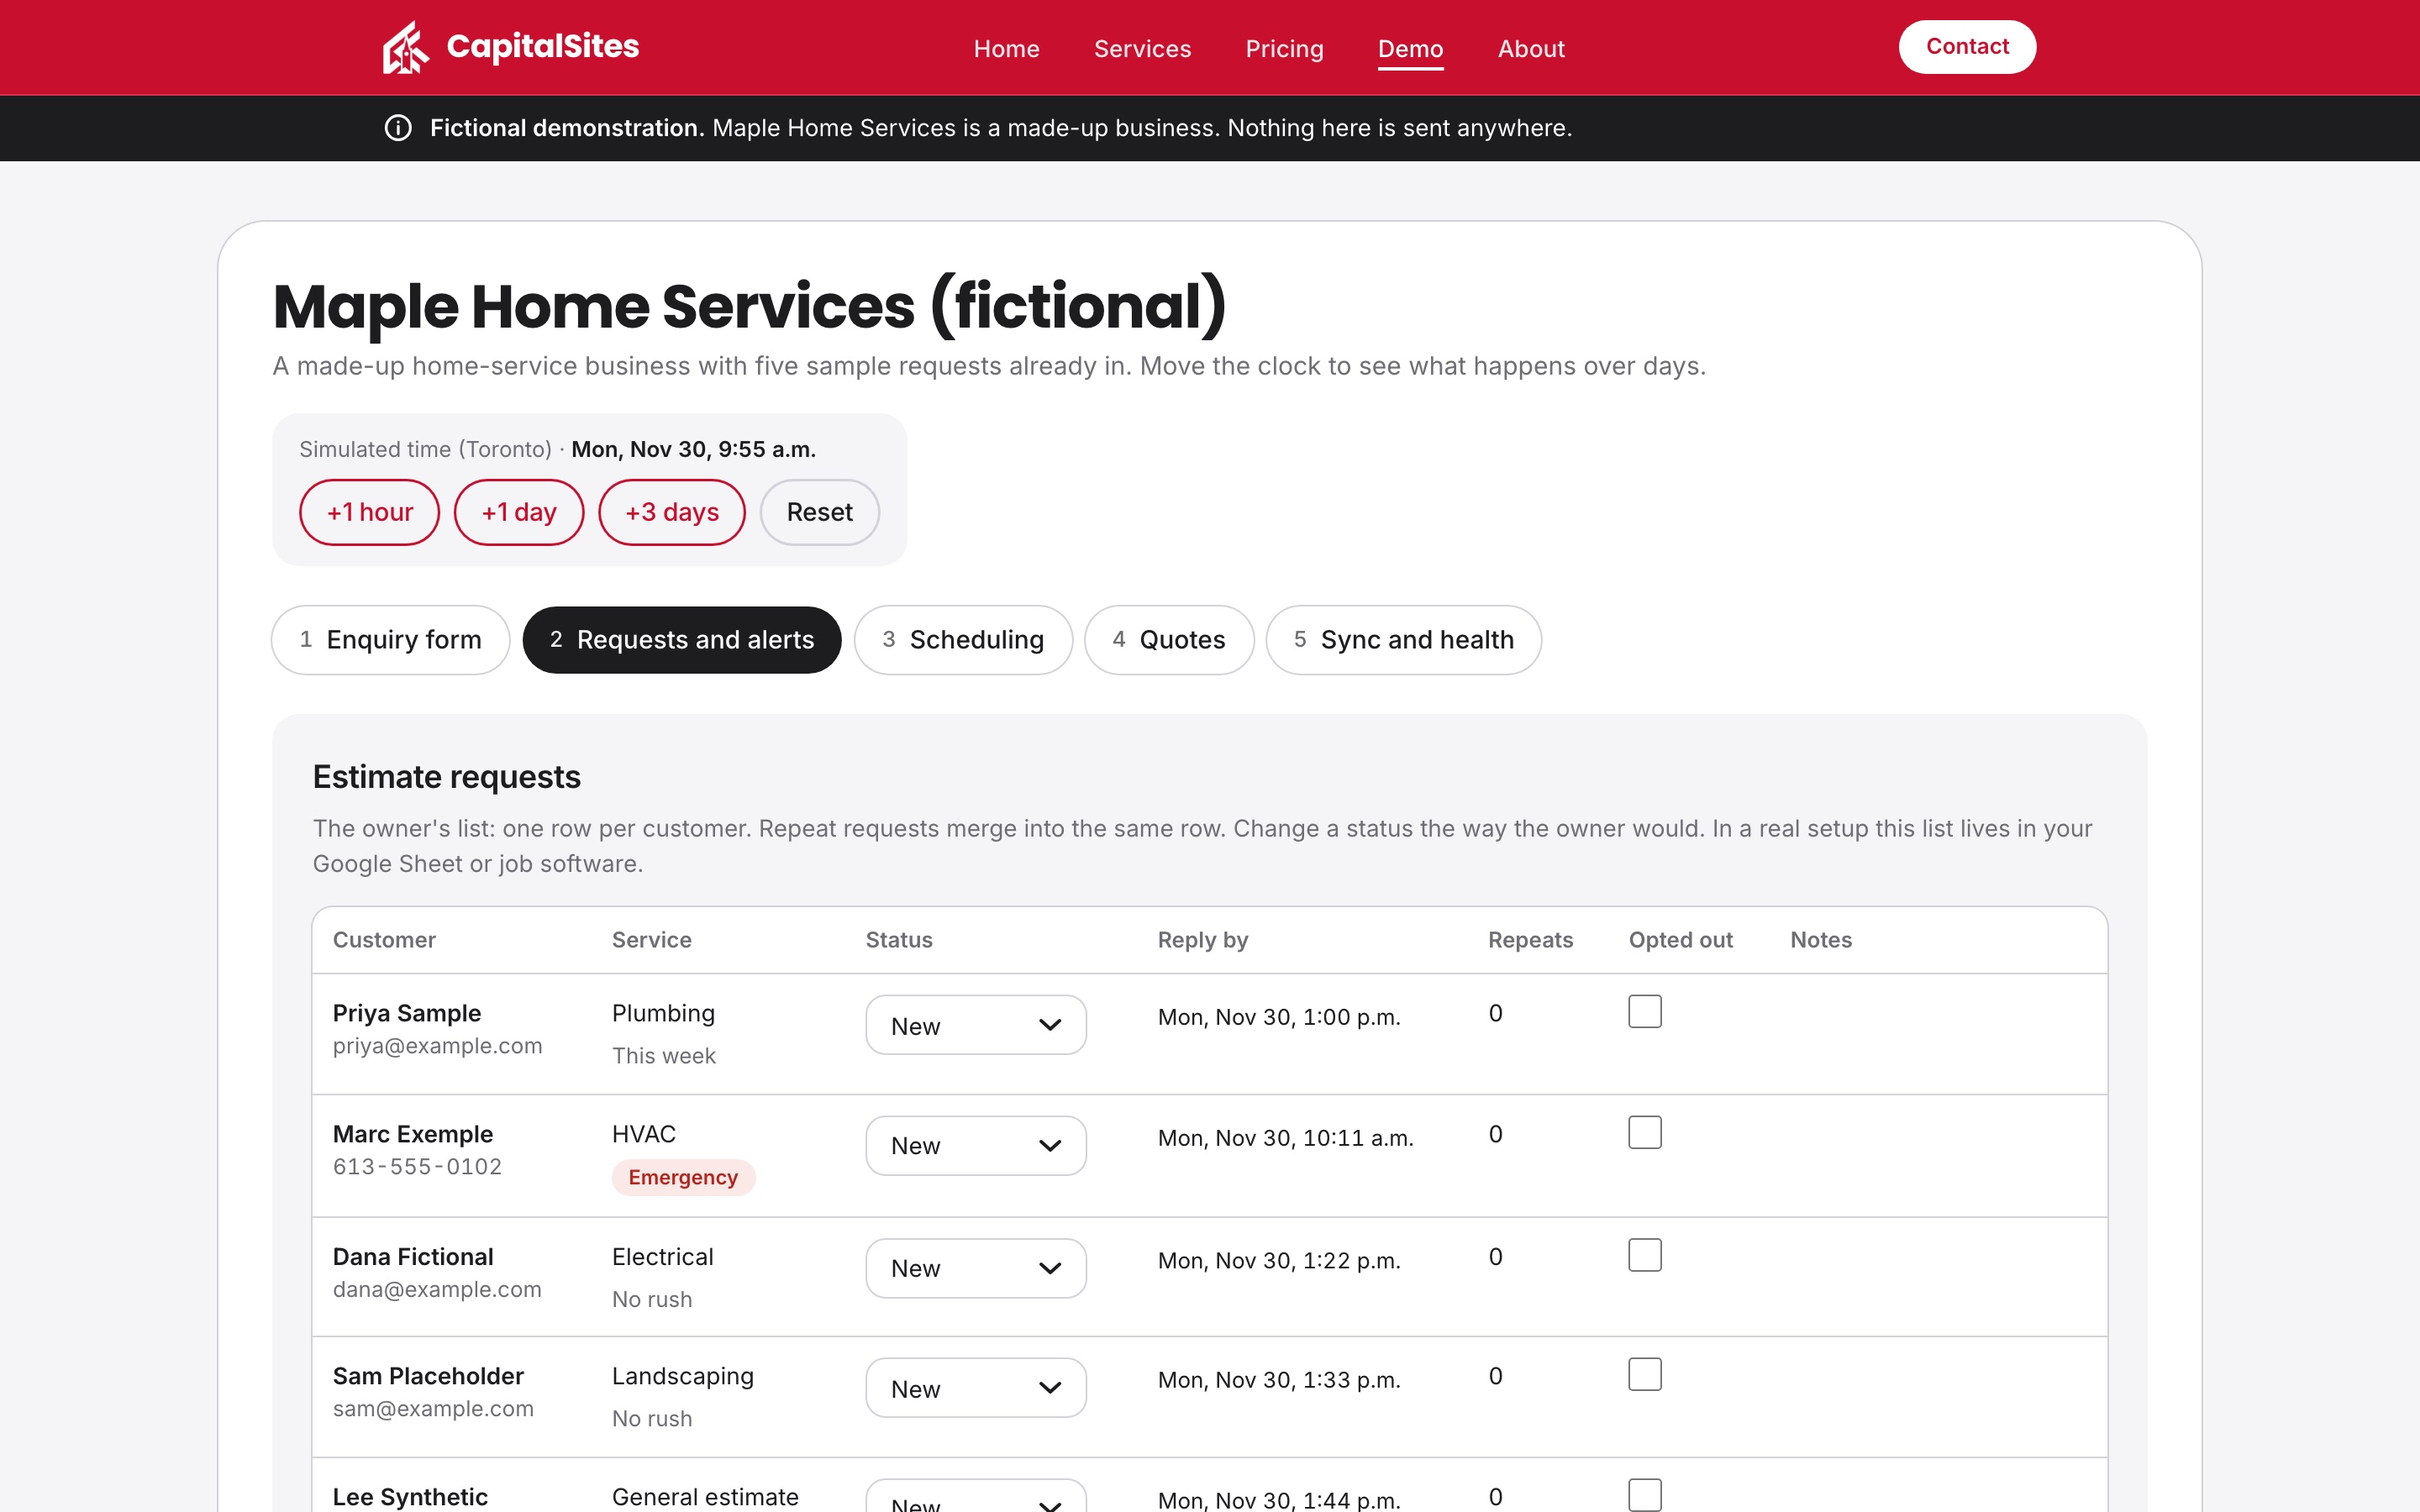 CapitalSites
Home Services Pricing Demo About
Contact
Fictional demonstration. Maple Home Services is a made-up business. Nothing here is sent anywhere.
Maple Home Services (fictional)
A made-up home-service business with five sample requests already in. Move the clock to see what happens over days.
Simulated time (Toronto) · Mon, Nov 30, 9:55 a.m.
+1 hour +1 day +3 days Reset
1 Enquiry form 2 Requests and alerts 3 Scheduling 4 Quotes 5 Sync and health
Estimate requests
The owner's list: one row per customer. Repeat requests merge into the same row. Change a status the way the owner would. In a real setup this list lives in your
Google Sheet or job software.
Customer Service Status Reply by Repeats Opted out Notes
Priya Sample Plumbing New Mon, Nov 30, 1:00 p.m. 0
priya@example.com This week
Marc Exemple HVAC New Mon, Nov 30, 10:11 a.m. 0
613-555-0102 Emergency
Dana Fictional Electrical New Mon, Nov 30, 1:22 p.m. 0
dana@example.com No rush
Sam Placeholder Landscaping New Mon, Nov 30, 1:33 p.m. 0
sam@example.com No rush
Lee Synthetic General estimate New Mon, Nov 30, 1:44 p.m. 0